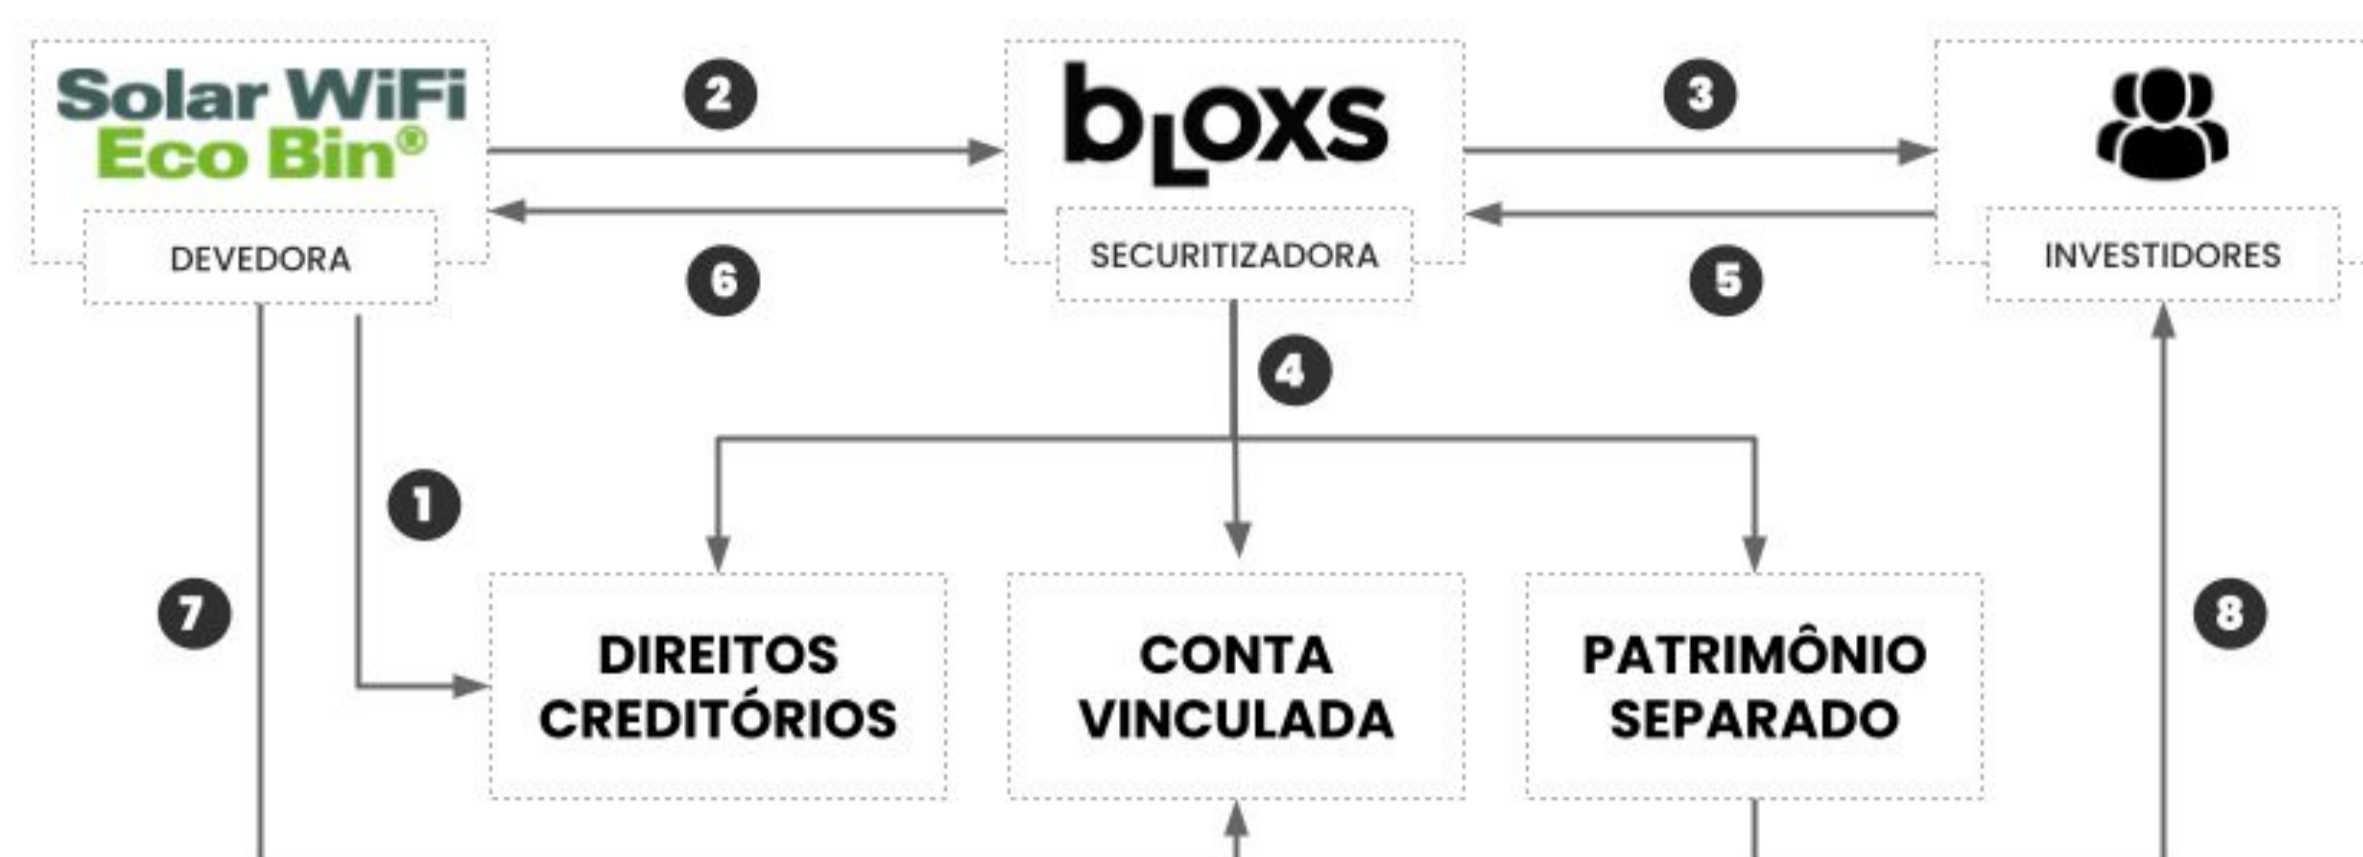 Solar WiFi
Eco Bin®
DEVEDORA
2
6
bLoxs
SECURITIZADORA
3
5
INVESTIDORES
4
1
7
8
DIREITOS
CREDITÓRIOS
CONTA
VINCULADA
PATRIMÔNIO
SEPARADO